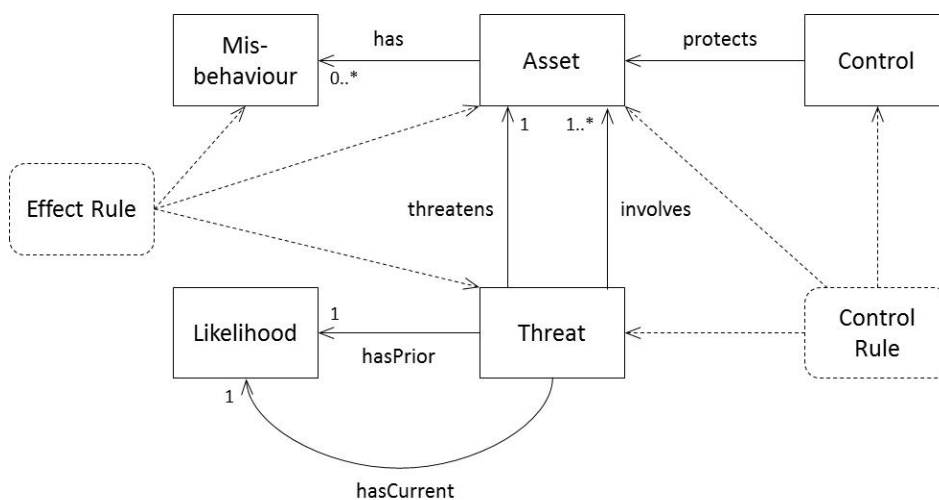 Mis-
behaviour
has
0..*
Asset
protects
Control
1
1..*
Effect Rule
threatens
involves
Likelihood
1
hasPrior
Threat
Control
Rule
1
hasCurrent